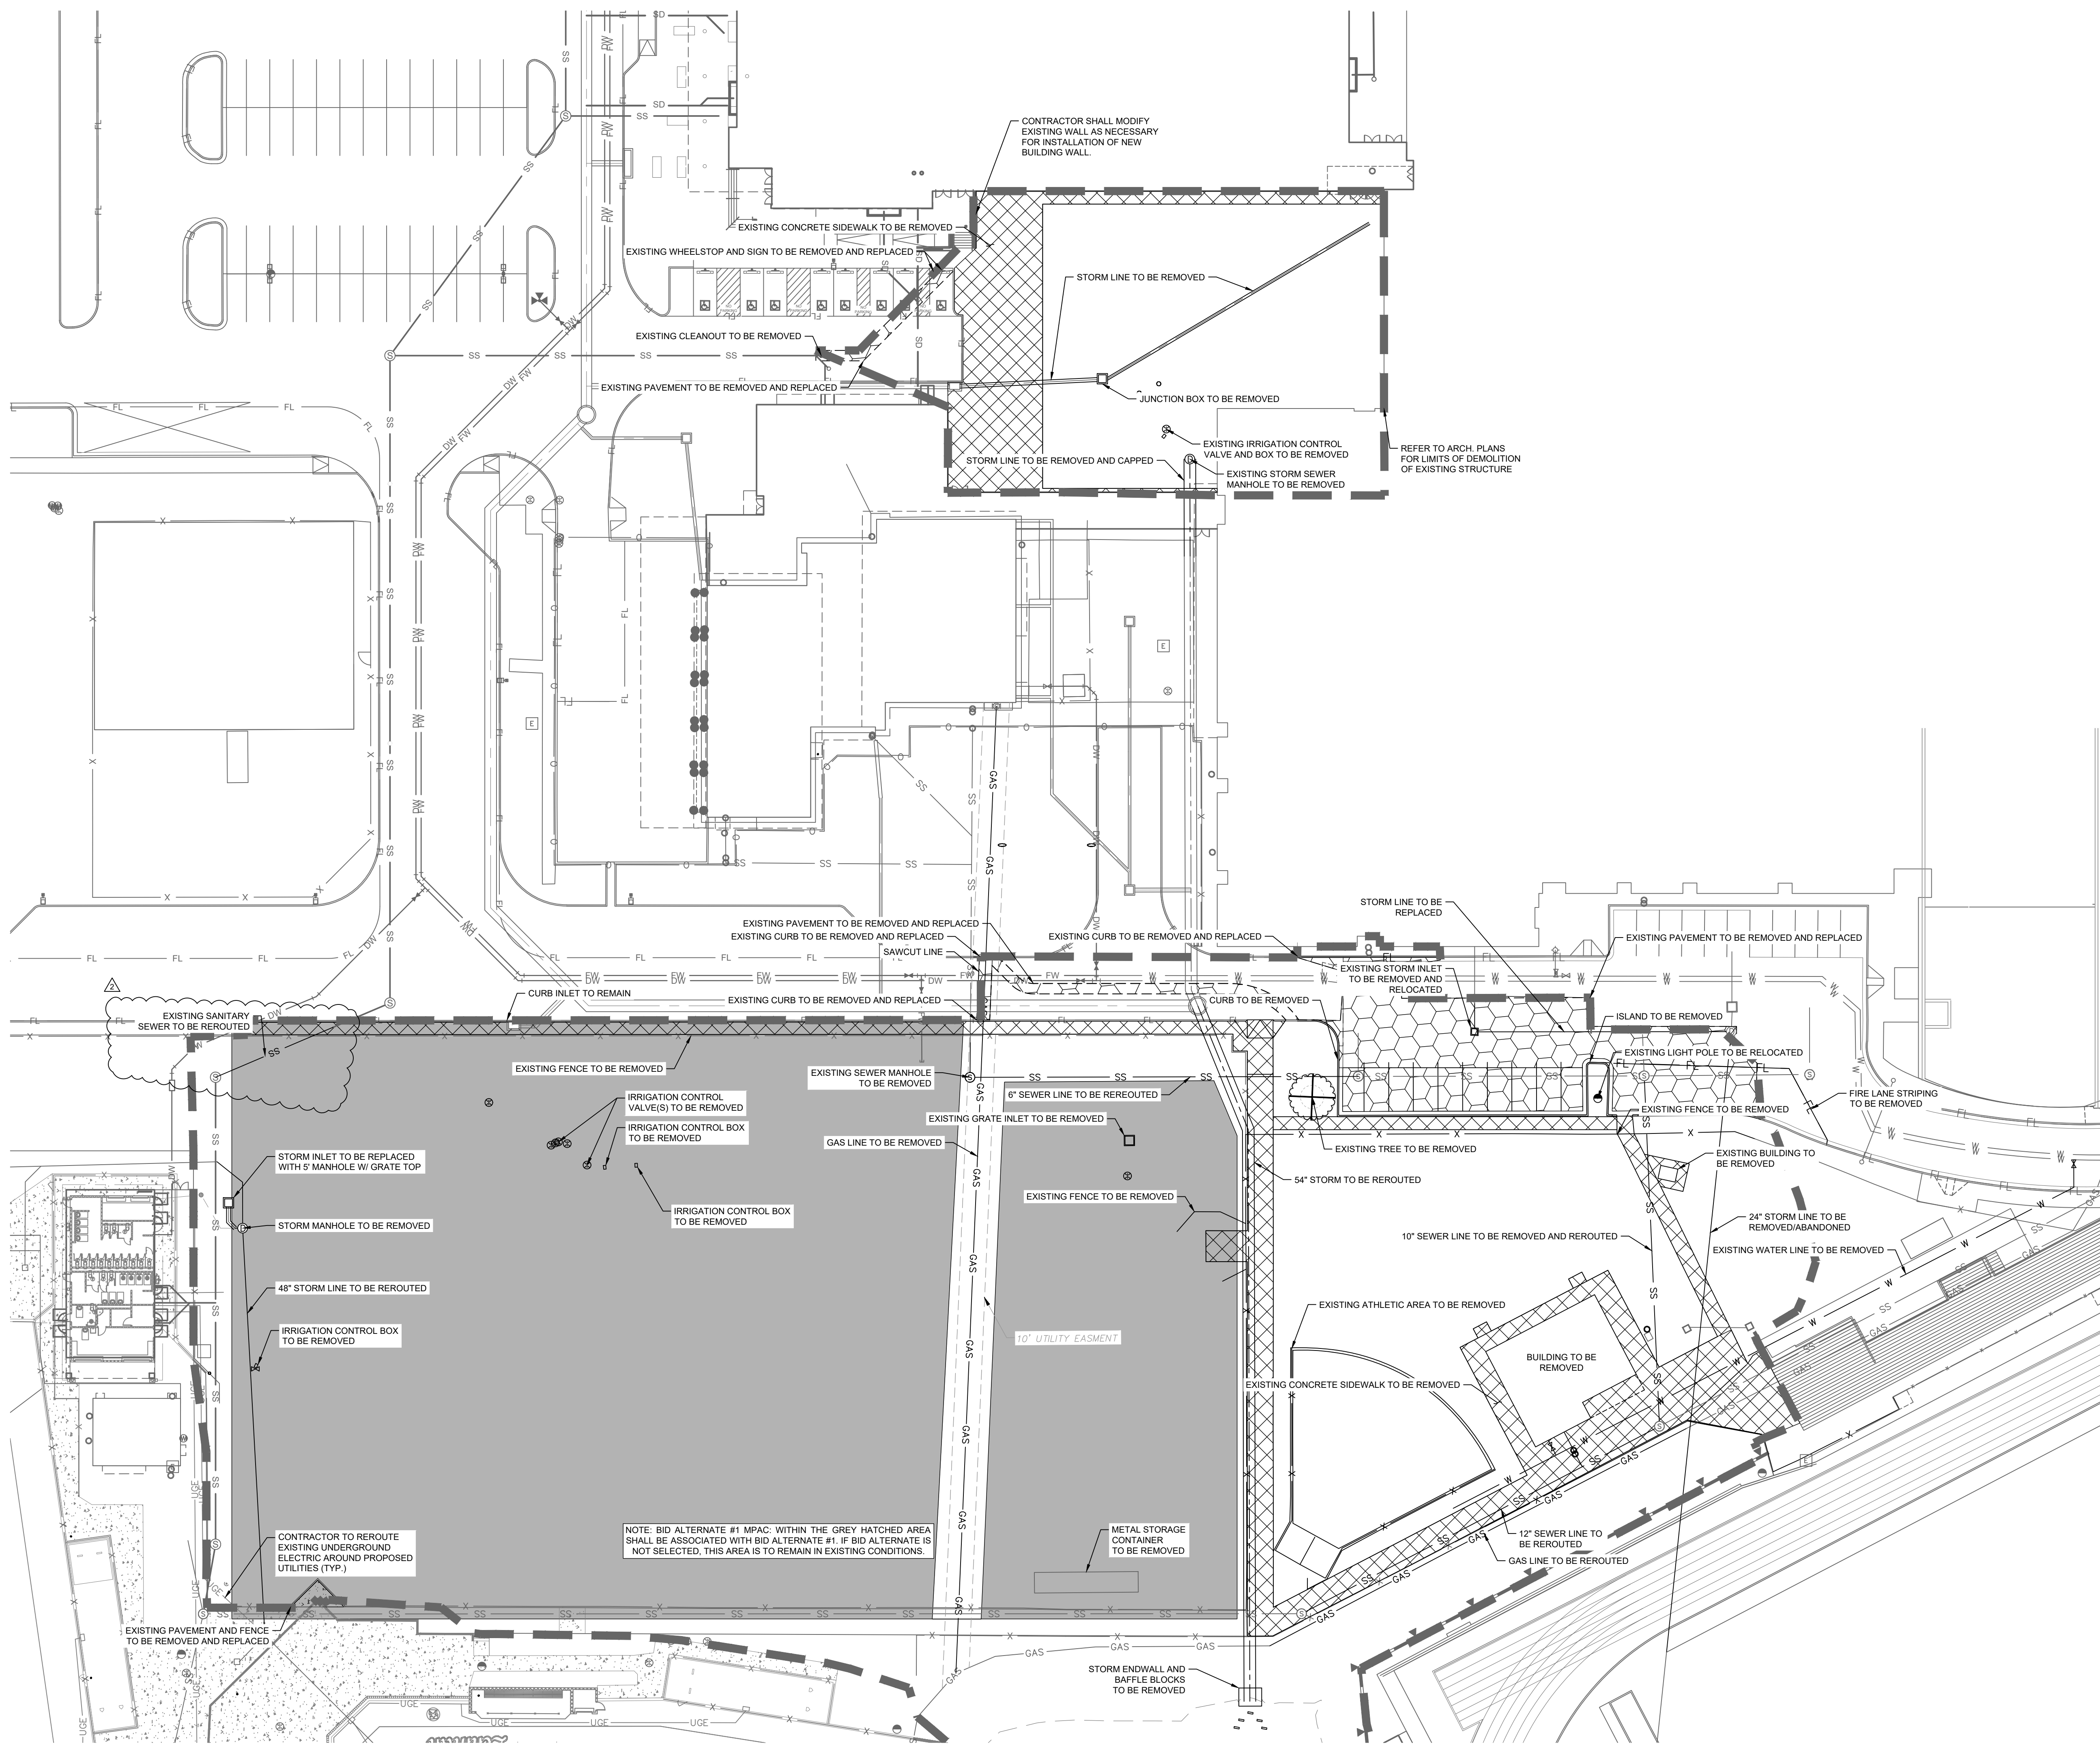 CONTRACTOR SHALL MODIFY
EXISTING WALL AS NECESSARY
FOR INSTALLATION OF NEW
BUILDING WALL.
EXISTING CONCRETE SIDEWALK TO BE REMOVED
EXISTING WHEELSTOP AND SIGN TO BE REMOVED AND REPLACED
STORM LINE TO BE REMOVED
EXISTING CLEANOUT TO BE REMOVED
EXISTING PAVEMENT TO BE REMOVED AND REPLACED
JUNCTION BOX TO BE REMOVED
EXISTING IRRIGATION CONTROL
VALVE AND BOX TO BE REMOVED
REFER TO ARCH. PLANS
FOR LIMITS OF DEMOLITION
OF EXISTING STRUCTURE
STORM LINE TO BE REMOVED AND CAPPED
EXISTING STORM SEWER
MANHOLE TO BE REMOVED
STORM LINE TO BE
REPLACED
EXISTING PAVEMENT TO BE REMOVED AND REPLACED
EXISTING CURB TO BE REMOVED AND REPLACED
EXISTING CURB TO BE REMOVED AND REPLACED
EXISTING PAVEMENT TO BE REMOVED AND REPLACED
SAWCUT LINE
EXISTING STORM INLET
TO BE REMOVED AND
RELOCATED
2
CURB INLET TO REMAIN
EXISTING CURB TO BE REMOVED AND REPLACED
CURB TO BE REMOVED
EXISTING SANITARY
SEWER TO BE REROUTED
ISLAND TO BE REMOVED
EXISTING LIGHT POLE TO BE RELOCATED
EXISTING FENCE TO BE REMOVED
EXISTING SEWER MANHOLE
TO BE REMOVED
6" SEWER LINE TO BE REREOUTED
FIRE LANE STRIPING
TO BE REMOVED
IRRIGATION CONTROL
VALVE(S) TO BE REMOVED
EXISTING GRATE INLET TO BE REMOVED
EXISTING FENCE TO BE REMOVED
IRRIGATION CONTROL BOX
TO BE REMOVED
GAS LINE TO BE REMOVED
EXISTING TREE TO BE REMOVED
EXISTING BUILDING TO
BE REMOVED
STORM INLET TO BE REPLACED
WITH 5' MANHOLE W/ GRATE TOP
54" STORM TO BE REROUTED
EXISTING FENCE TO BE REMOVED
IRRIGATION CONTROL BOX
TO BE REMOVED
STORM MANHOLE TO BE REMOVED
24" STORM LINE TO BE
REMOVED/ABANDONED
10" SEWER LINE TO BE REMOVED AND REROUTED
EXISTING WATER LINE TO BE REMOVED
48" STORM LINE TO BE REROUTED
EXISTING ATHLETIC AREA TO BE REMOVED
IRRIGATION CONTROL BOX
TO BE REMOVED
10" UTILITY EASMENT
BUILDING TO BE
REMOVED
EXISTING CONCRETE SIDEWALK TO BE REMOVED
NOTE: BID ALTERNATE #1 MPAC: WITHIN THE GREY HATCHED AREA
SHALL BE ASSOCIATED WITH BID ALTERNATE #1. IF BID ALTERNATE IS
NOT SELECTED, THIS AREA IS TO REMAIN IN EXISTING CONDITIONS.
METAL STORAGE
CONTAINER
TO BE REMOVED
12" SEWER LINE TO
BE REROUTED
GAS LINE TO BE REROUTED
CONTRACTOR TO REROUTE
EXISTING UNDERGROUND
ELECTRIC AROUND PROPOSED
UTILITIES (TYP.)
EXISTING PAVEMENT AND FENCE
TO BE REMOVED AND REPLACED
STORM ENDWALL AND
BAFFLE BLOCKS
TO BE REMOVED